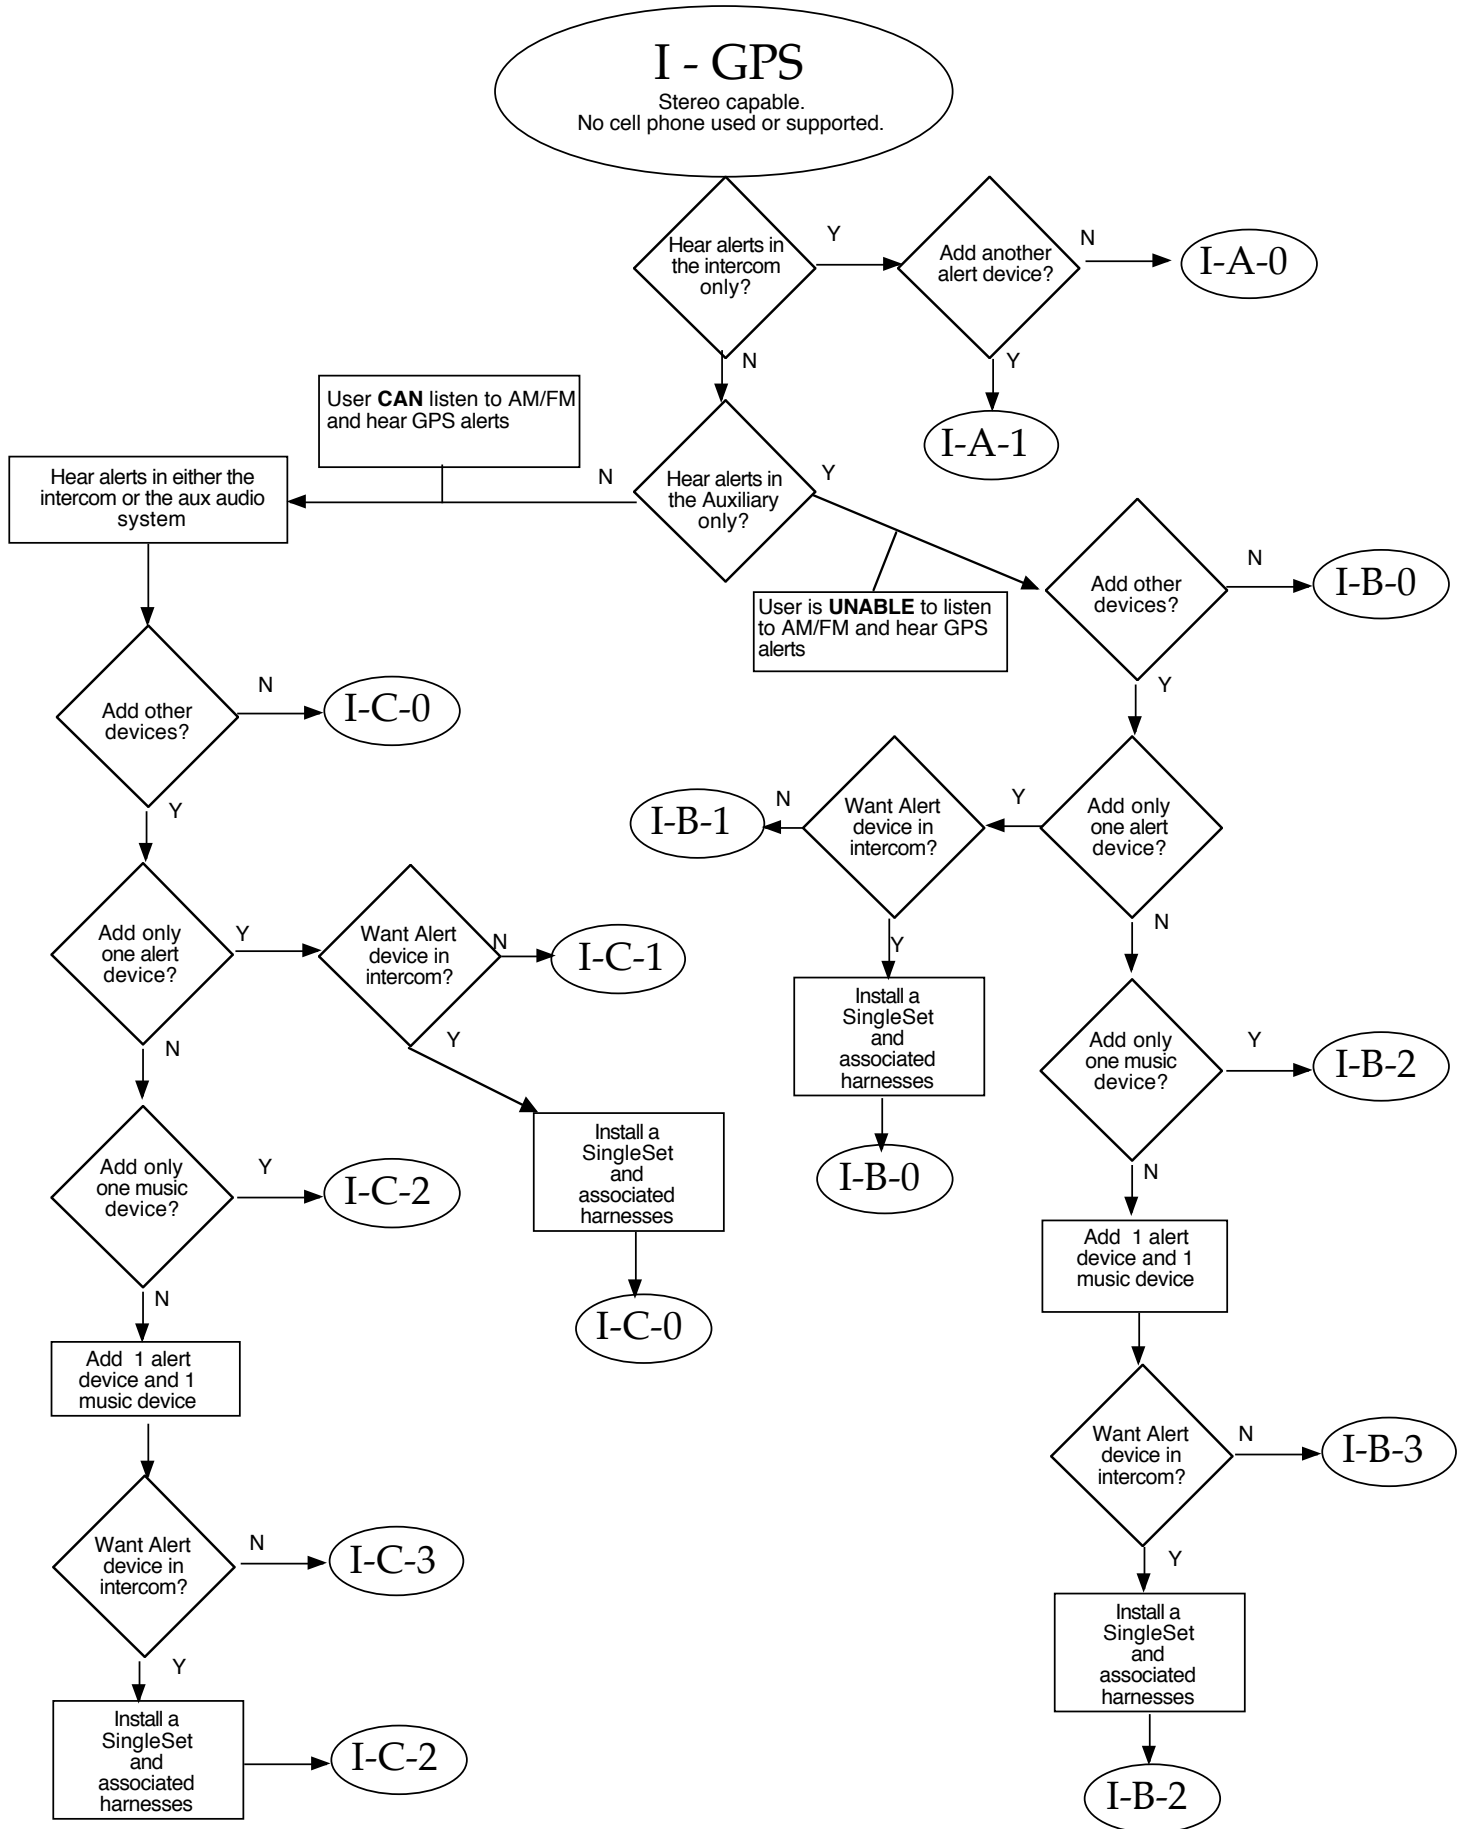 I - GPS
Stereo capable.
No cell phone used or supported.
Hear alerts in
the intercom
only?
Y
Add another
alert device?
N
I-A-0
Y
I-A-1
N
User CAN listen to AM/FM
and hear GPS alerts
Hear alerts in
the Auxiliary
only?
N
Y
Hear alerts in either the
intercom or the aux audio
system
User is UNABLE to listen
to AM/FM and hear GPS
alerts
Add other
devices?
N
I-B-0
Y
Add other
devices?
N
I-C-0
Y
Add only
one alert
device?
Y
Want Alert
device in
intercom?
N
I-B-1
Y
Install a
SingleSet
and
associated
harnesses
I-B-0
N
Add only
one music
device?
Y
I-B-2
N
Add 1 alert
device and 1
music device
Want Alert
device in
intercom?
N
I-B-3
Y
Install a
SingleSet
and
associated
harnesses
I-B-2
Add only
one alert
device?
Y
Want Alert
device in
intercom?
N
I-C-1
Y
Install a
SingleSet
and
associated
harnesses
I-C-0
N
Add only
one music
device?
Y
I-C-2
N
Add 1 alert
device and 1
music device
Want Alert
device in
intercom?
N
I-C-3
Y
Install a
SingleSet
and
associated
harnesses
I-C-2